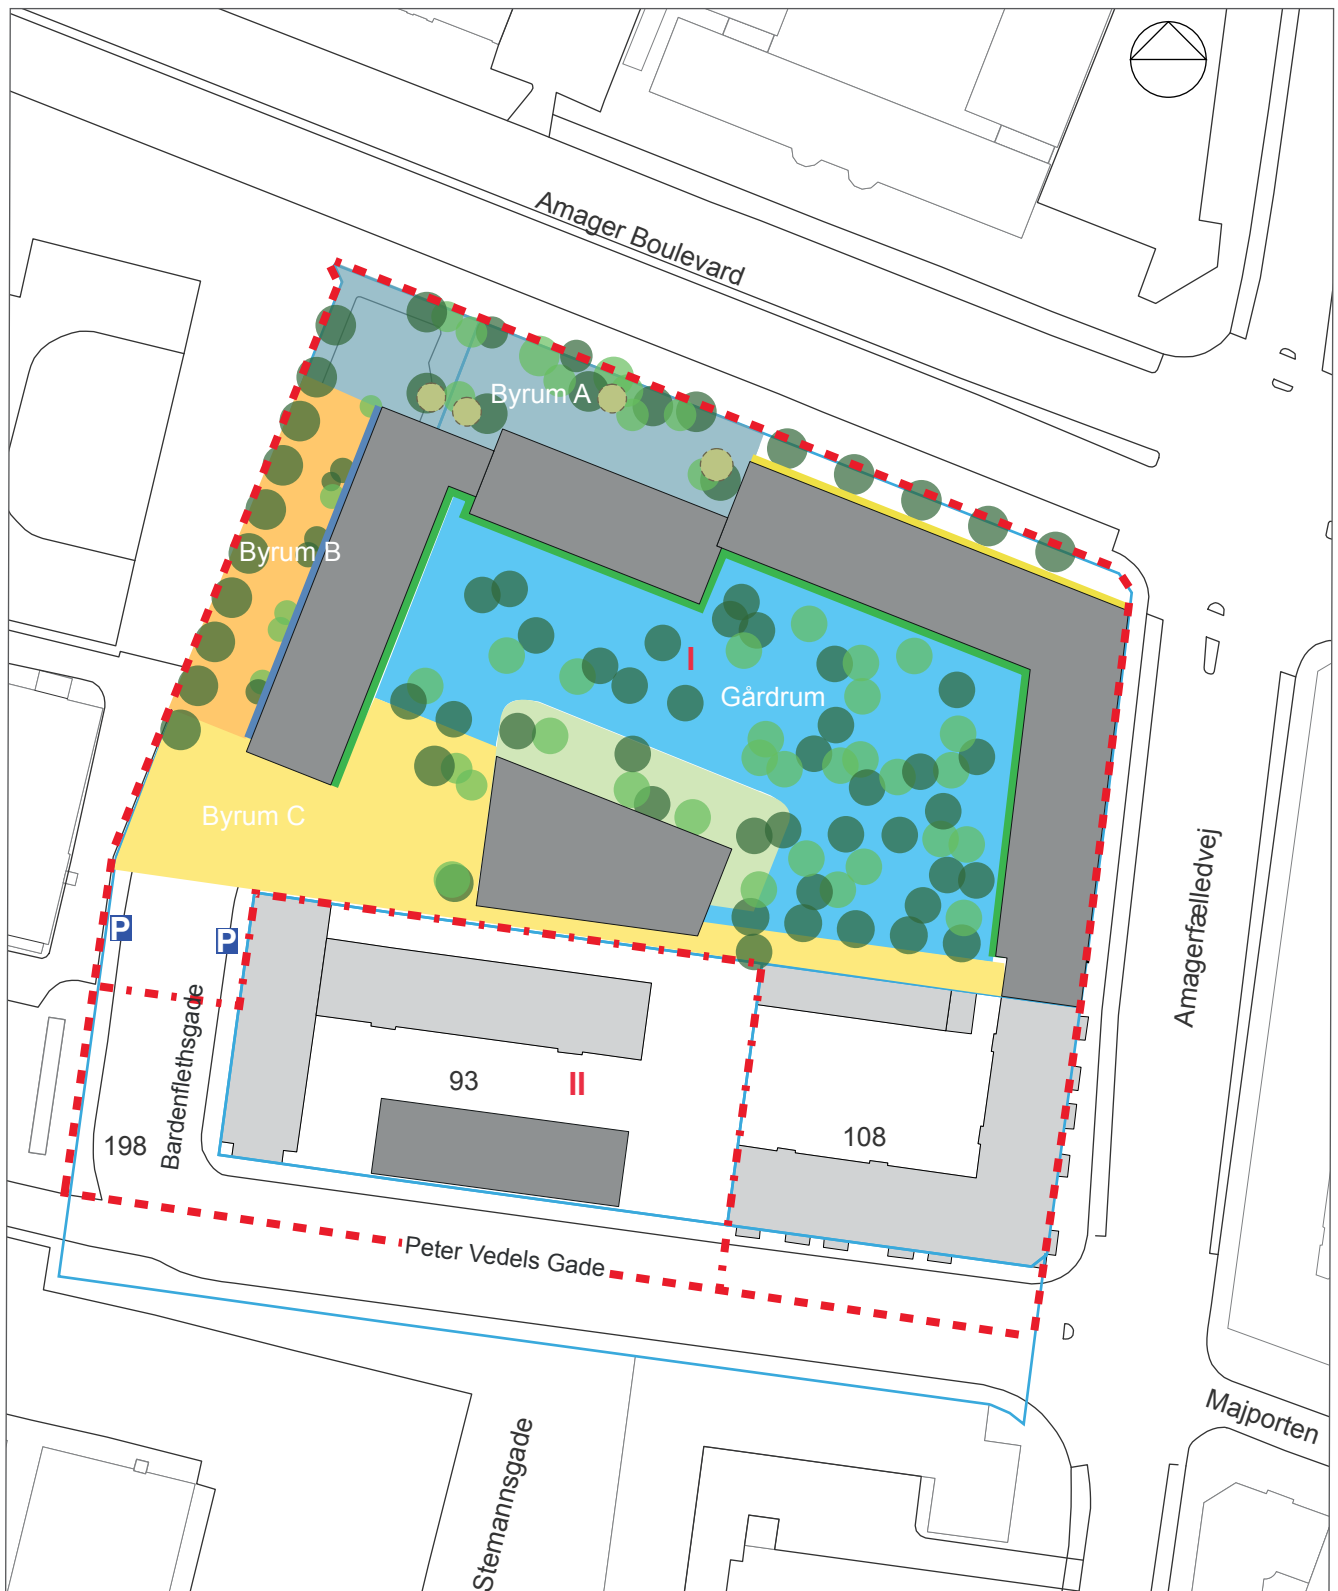 Amager Boulevard
Byrum A
Byrum B
I
Gårdrum
Byrum C
Amagerfælledvej
P
P
Bardenflethsgade
93
II
198
108
Peter Vedels Gade
Majporten
Stemannsgade